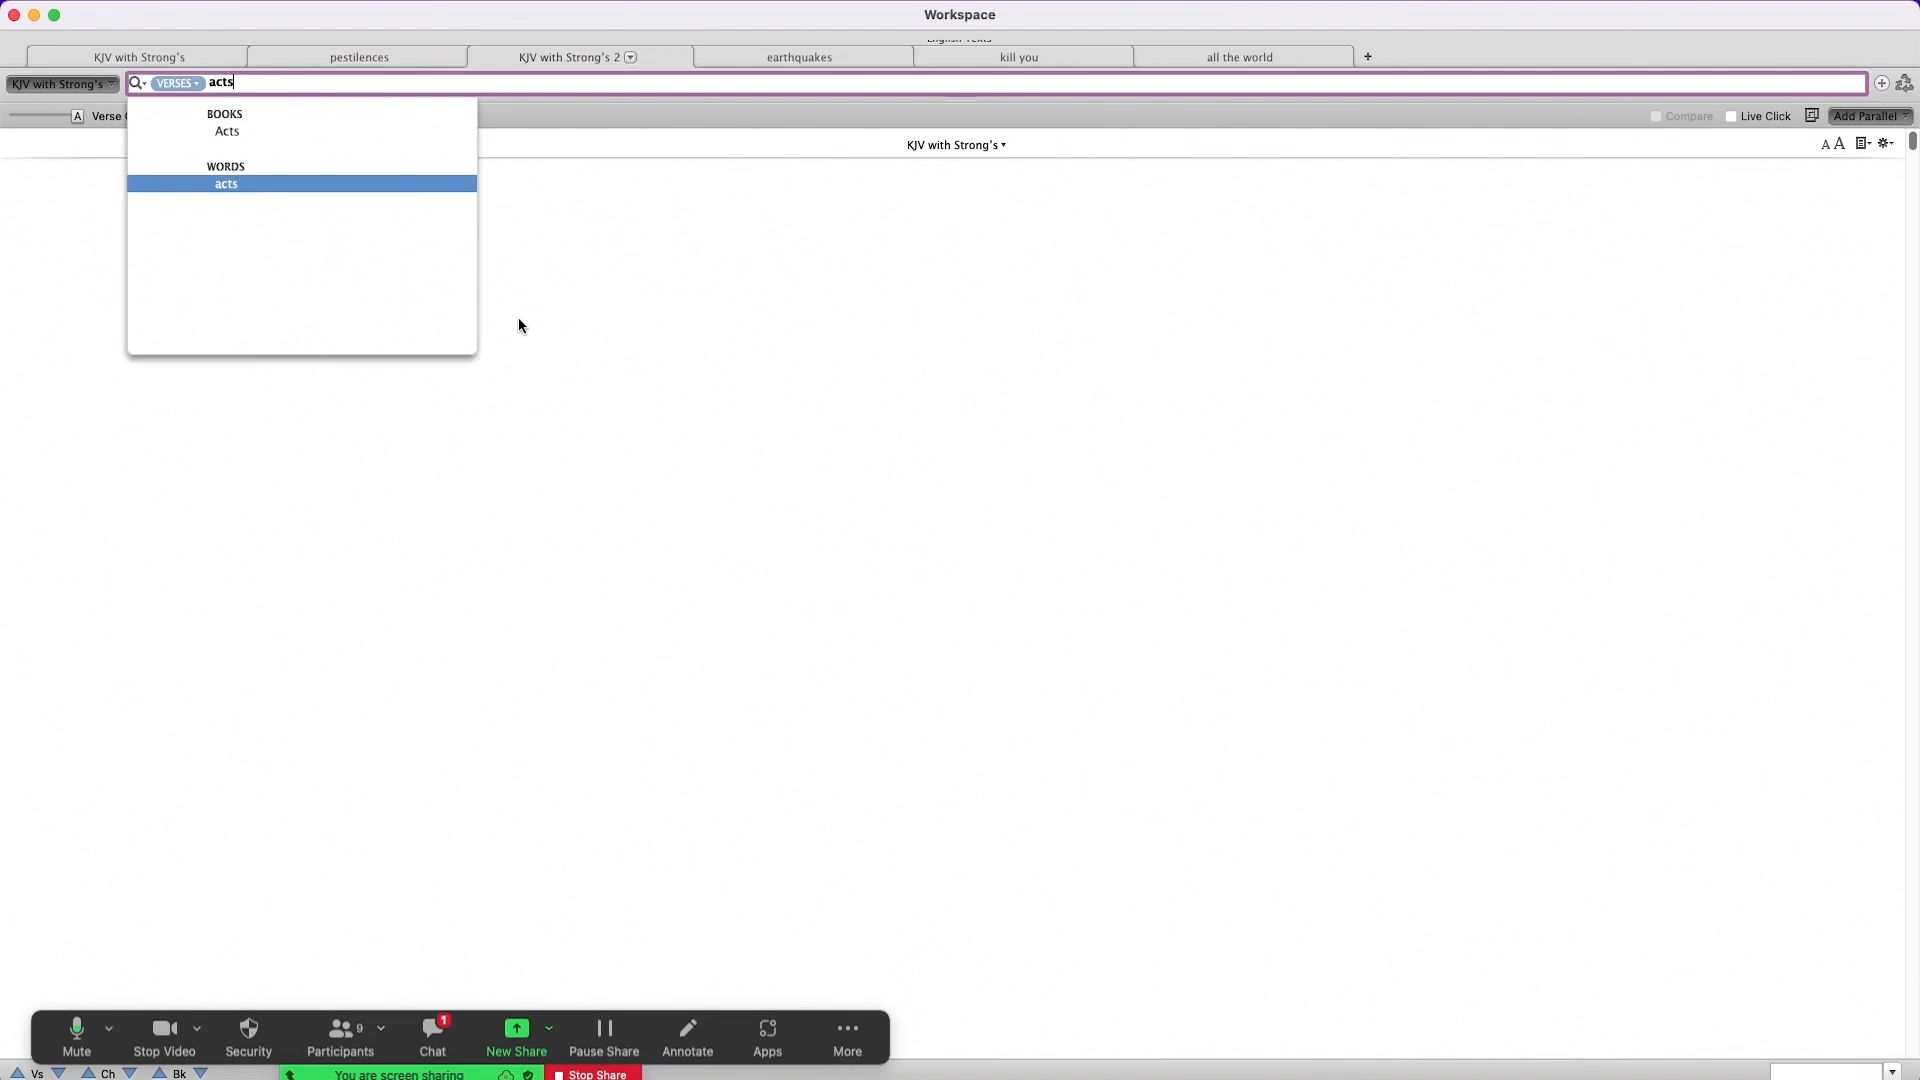 Workspace
English Texts
KJV with Strong's
pestilences
KJV with Strong's 2
earthquakes
kill you
all the world
+
KJV with Strong's
VERSES
acts
A
Verse
Compare
Live Click
Add Parallel
BOOKS
Acts
WORDS
acts
KJV with Strong's
A A
Mute
Stop Video
Security
9
Participants
1
Chat
New Share
Pause Share
Annotate
Apps
More
Vs
Ch
Bk
You are screen sharing
Stop Share